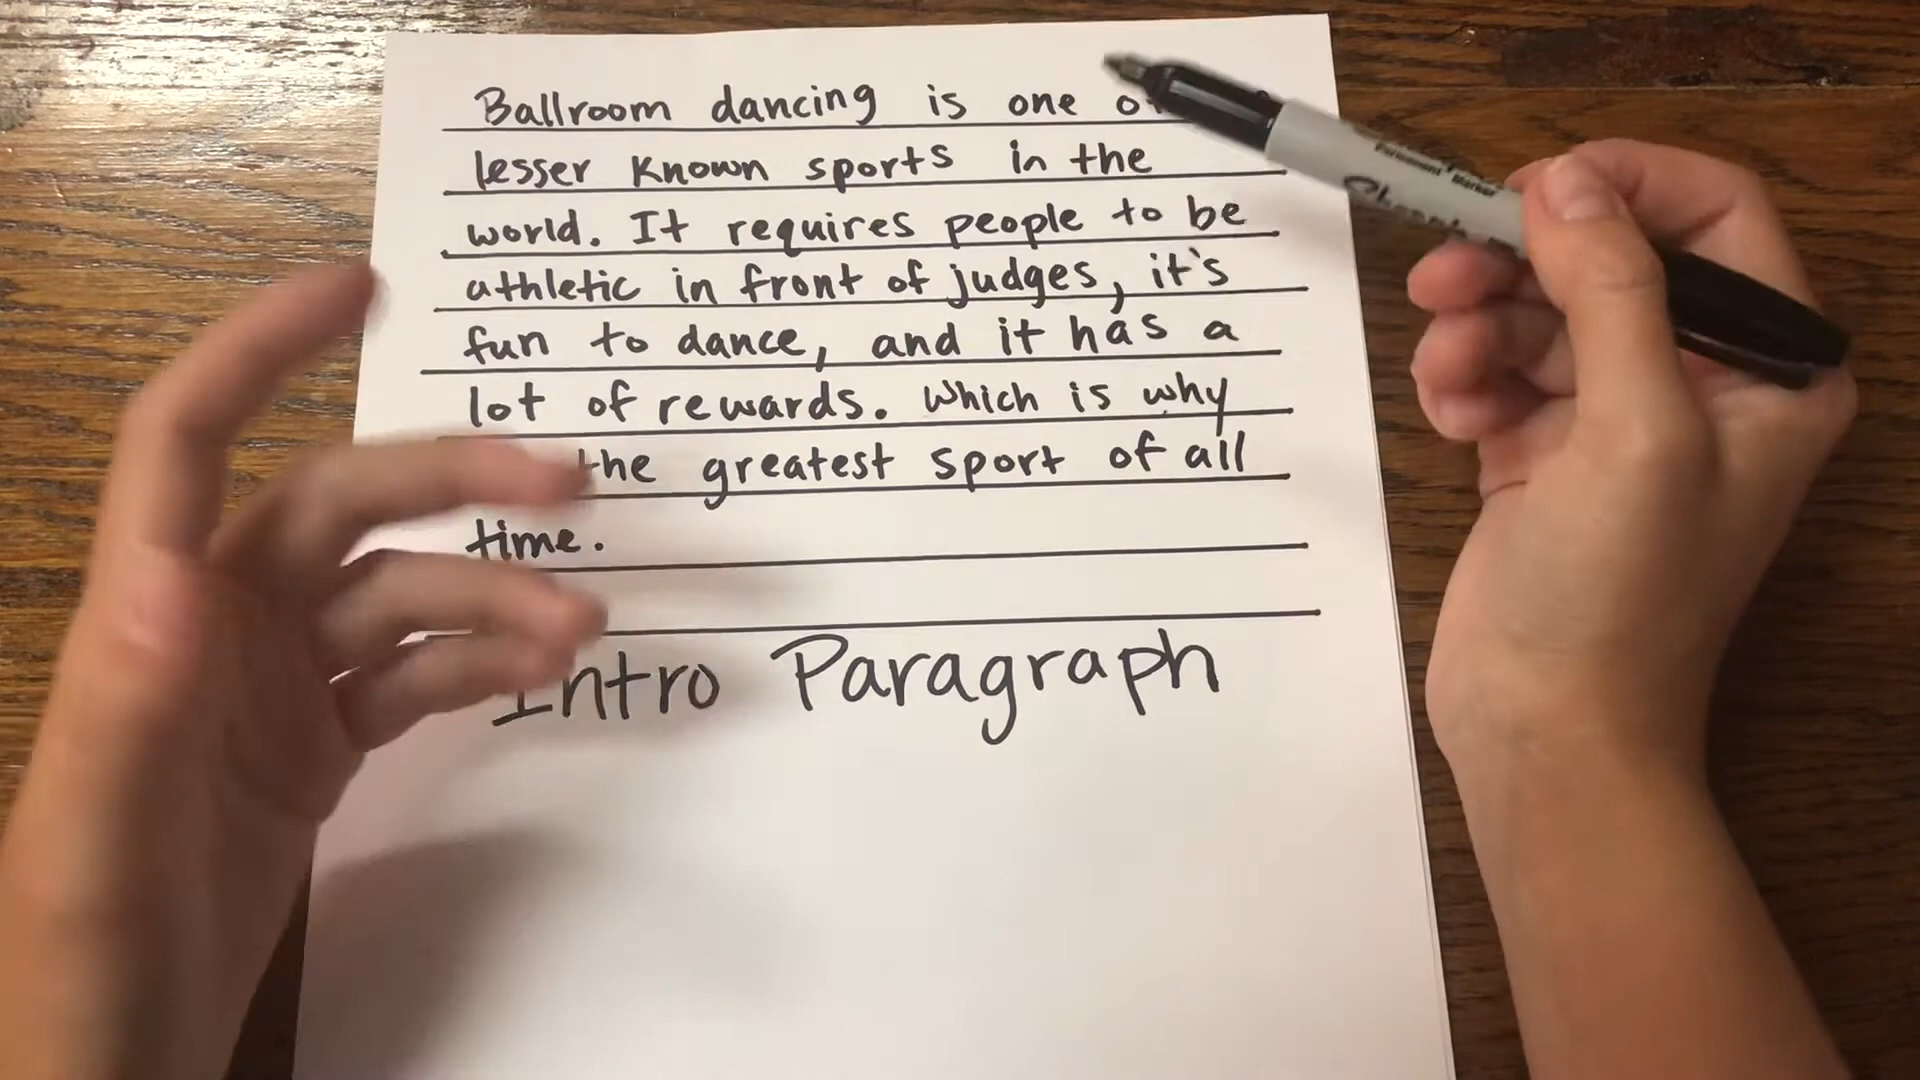 Ballroom dancing is one
lesser known sports in the
world. It requires people to be
athletic in front of judges, it's
fun to dance, and it has a
lot of rewards. Which is why
the greatest sport of all
time.
Intro Paragraph
Permanent Marker